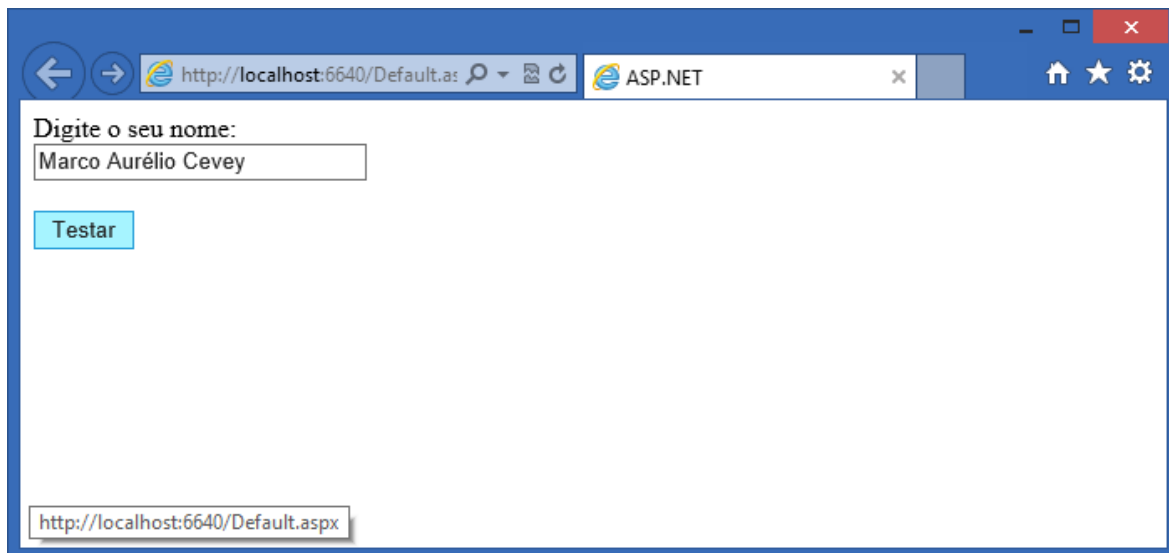 http://localhost:6640/Default.as
ASP.NET
Digite o seu nome:
Marco Aurélio Cevey
Testar
http://localhost:6640/Default.aspx